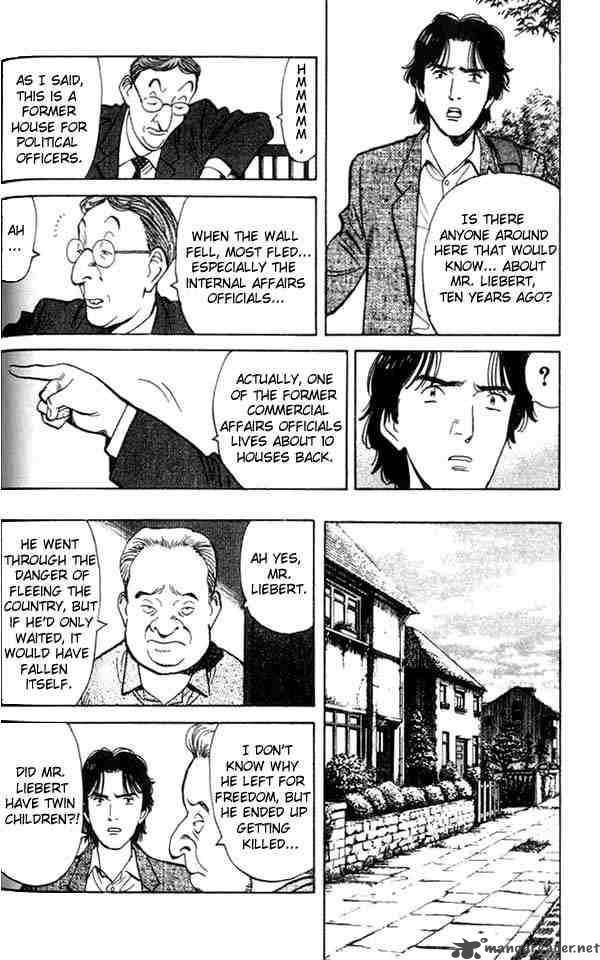 IS THERE
ANYONE AROUND
HERE THAT WOULD
KNOW... ABOUT
MR. LIEBERT,
TEN YEARS AGO?
HMMMMM,
AS I SAID,
THIS IS A
FORMER
HOUSE FOR
POLITICAL
OFFICERS.
WHEN THE WALL
FELL, MOST FLED...
ESPECIALLY THE
INTERNAL AFFAIRS
OFFICIALS...
AH
...
?
ACTUALLY, ONE
OF THE FORMER
COMMERCIAL
AFFAIRS OFFICIALS
LIVES ABOUT 10
HOUSES BACK.
AH YES,
MR.
LIEBERT.
HE WENT
THROUGH THE
DANGER OF
FLEEING THE
COUNTRY, BUT
IF HE'D ONLY
WAITED, IT
WOULD HAVE
FALLEN
ITSELF.
I DON'T
KNOW WHY
HE LEFT FOR
FREEDOM, BUT
HE ENDED UP
GETTING
KILLED...
DID MR.
LIEBERT
HAVE TWIN
CHILDREN?!
mangareader.net